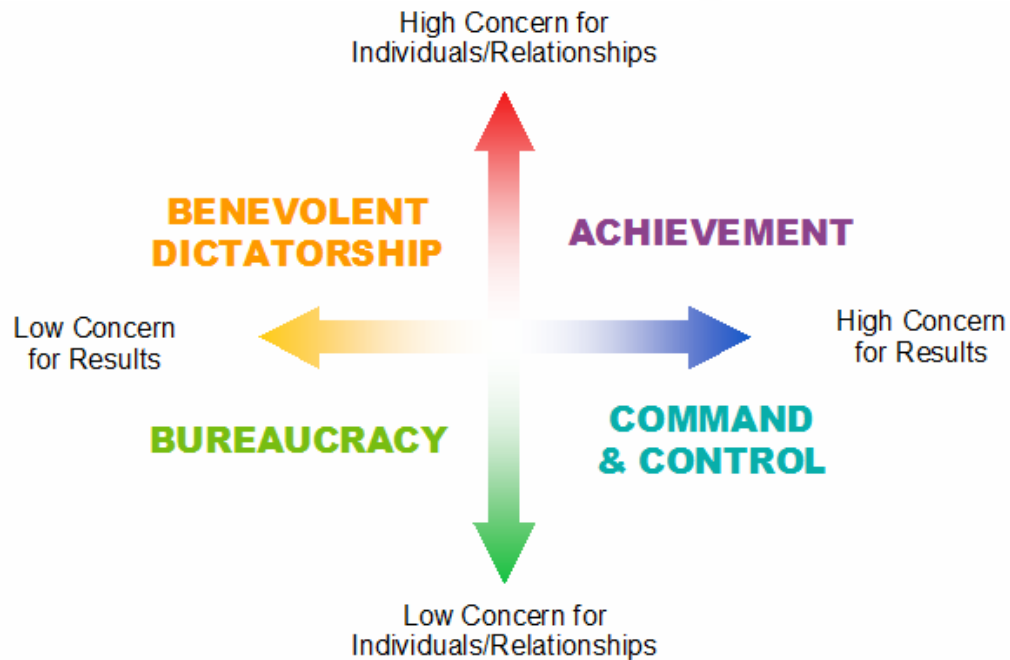 High Concern for
Individuals/Relationships
BENEVOLENT
DICTATORSHIP
ACHIEVEMENT
Low Concern
for Results
High Concern
for Results
BUREAUCRACY
COMMAND
& CONTROL
Low Concern for
Individuals/Relationships